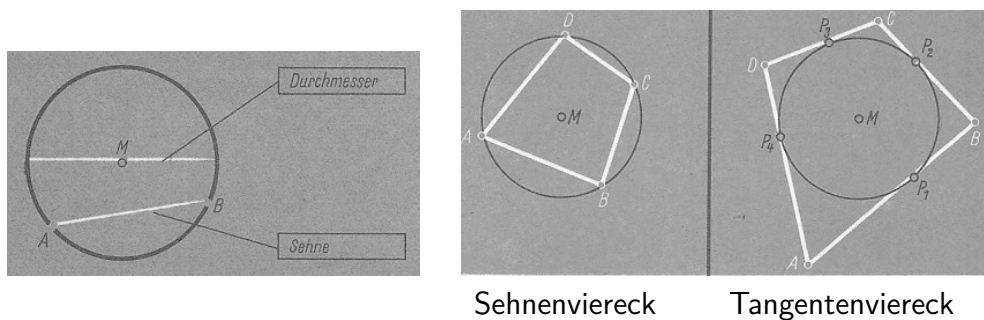 Durchmesser
M
A
B
Sehne
D
C
M
A
B
P3
C
P2
D
M
P4
B
P1
A
Sehnenviereck
Tangentenviereck